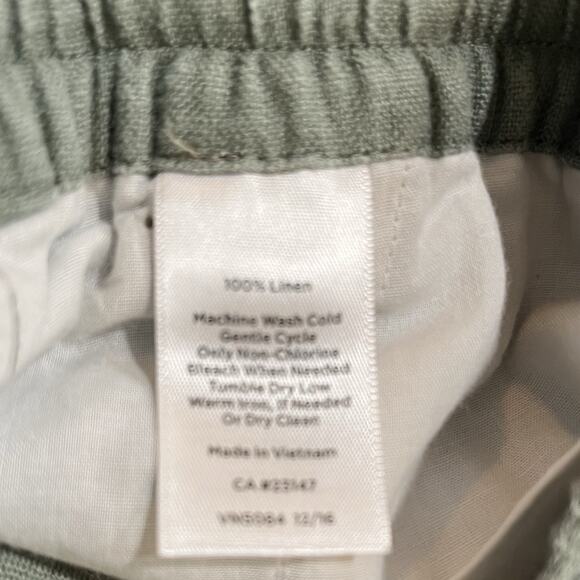 100% Linen
Machine Wash Cold
Gentle Cycle
Only Non-Chlorine
Bleach When Needed
Tumble Dry Low
Warm Iron, If Needed
Or Dry Clean
Made in Vietnam
CA #23147
VN5084 12/16